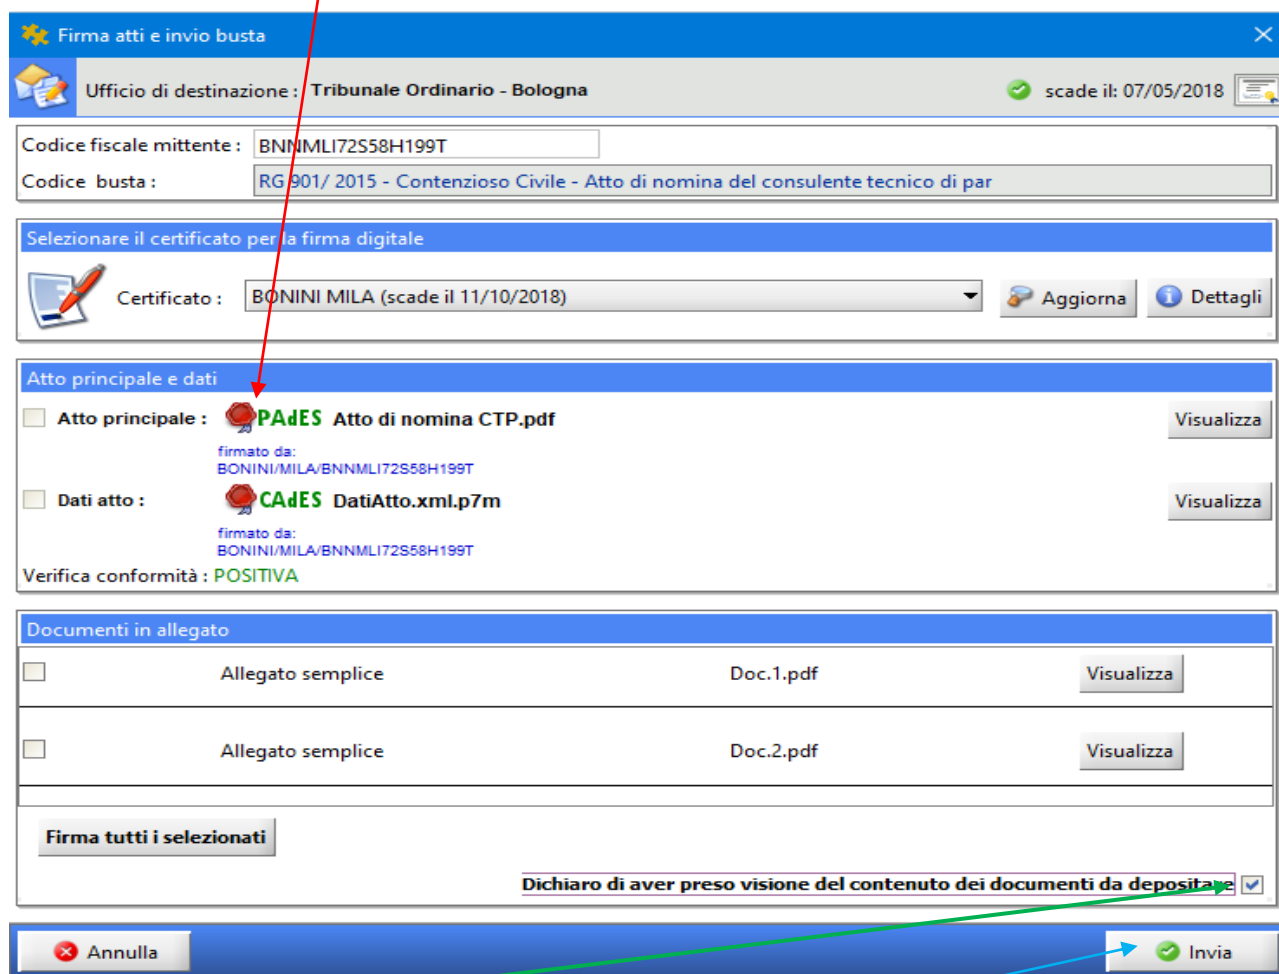 Firma atti e invio busta
Ufficio di destinazione : Tribunale Ordinario - Bologna scade il: 07/05/2018
Codice fiscale mittente : BNNMLI72S58H199T
Codice busta : RG 901/ 2015 - Contenzioso Civile - Atto di nomina del consulente tecnico di par
Selezionare il certificato per la firma digitale
Certificato : BONINI MILA (scade il 11/10/2018) Aggiorna Dettagli
Atto principale e dati
Atto principale : PAdES Atto di nomina CTP.pdf Visualizza
firmato da:
BONINI/MILA/BNNMLI72S58H199T
Dati atto : CAdES DatiAtto.xml.p7m Visualizza
firmato da:
BONINI/MILA/BNNMLI72S58H199T
Verifica conformità : POSITIVA
Documenti in allegato
Allegato semplice Doc.1.pdf Visualizza
Allegato semplice Doc.2.pdf Visualizza
Firma tutti i selezionati
Dichiaro di aver preso visione del contenuto dei documenti da depositare
Annulla Invia